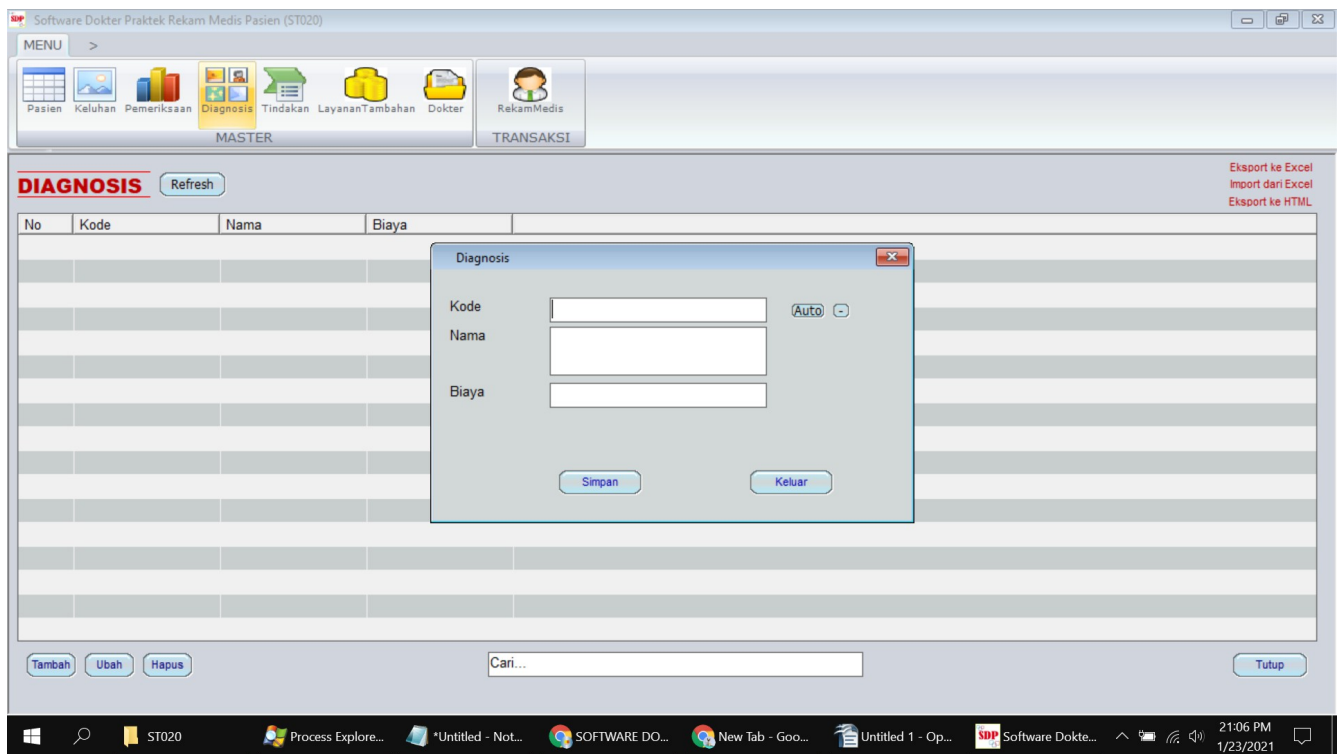 SDP Software Dokter Praktek Rekam Medis Pasien (ST020)
MENU >
Pasien Keluhan Pemeriksaan Diagnosis Tindakan LayananTambahan Dokter RekamMedis
MASTER TRANSAKSI
Eksport ke Excel
DIAGNOSIS Refresh Import dari Excel
Eksport ke HTML
No Kode Nama Biaya
Diagnosis
Kode Auto -
Nama
Biaya
Simpan Keluar
Tambah Ubah Hapus Cari... Tutup
ST020 Process Explore... *Untitled - Not... SOFTWARE DO... New Tab - Goo... Untitled 1 - Op... SDP Software Dokte... 21:06 PM
1/23/2021